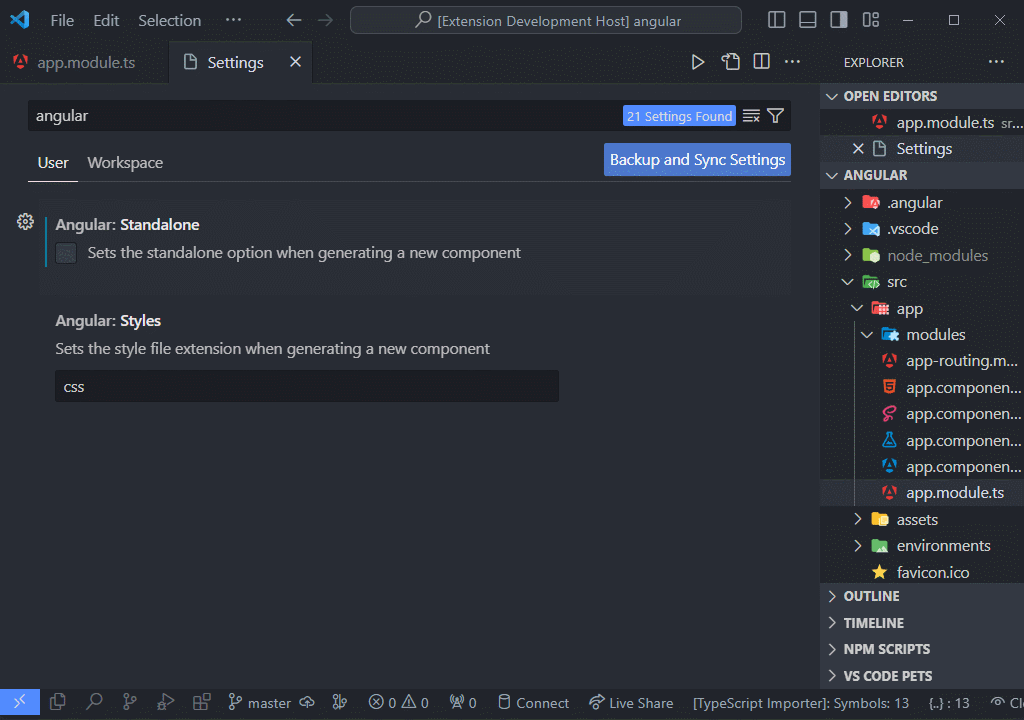 File Edit Selection ···
[Extension Development Host] angular
app.module.ts
Settings
EXPLORER
angular
21 Settings Found
User Workspace
Backup and Sync Settings
Angular: Standalone
Sets the standalone option when generating a new component
Angular: Styles
Sets the style file extension when generating a new component
css
OPEN EDITORS
app.module.ts sr...
Settings
ANGULAR
.angular
.vscode
node_modules
src
app
modules
app-routing.m...
app.componen...
app.componen...
app.componen...
app.componen...
app.module.ts
assets
environments
favicon.ico
OUTLINE
TIMELINE
NPM SCRIPTS
VS CODE PETS
master 0 0 0 Connect Live Share [TypeScript Importer]: Symbols: 13 {..} : 13